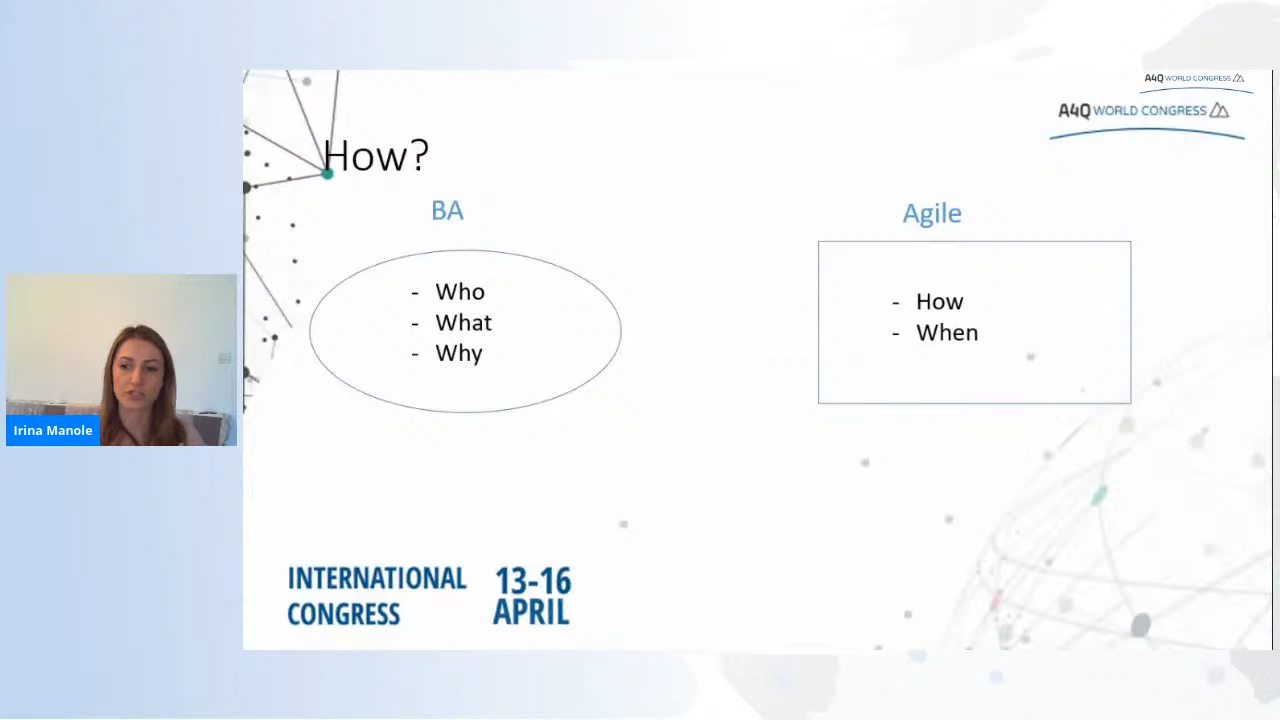 A4Q WORLD CONGRESS
A4Q WORLD CONGRESS
How?
BA
Agile
- Who
- What
- Why
- How
- When
Irina Manole
INTERNATIONAL
CONGRESS
13-16
APRIL